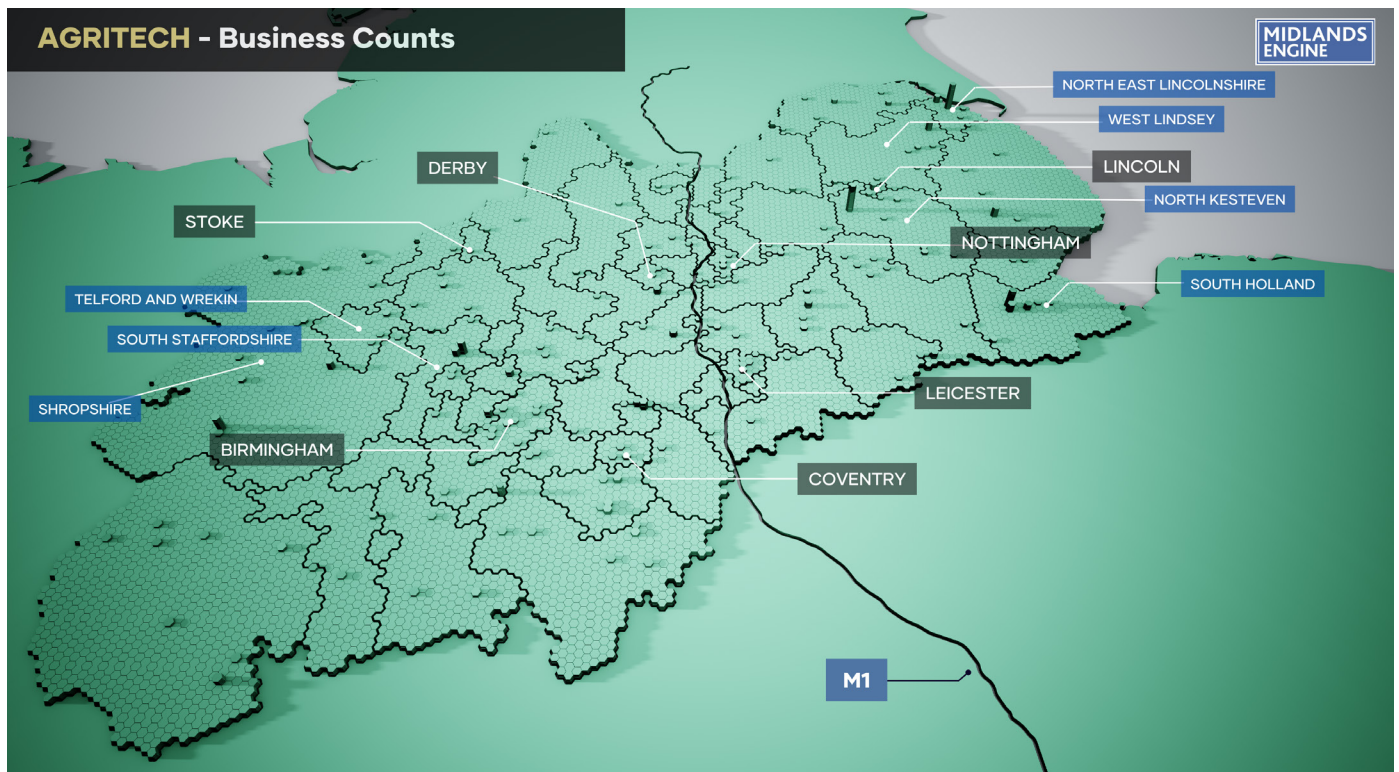 AGRITECH - Business Counts
MIDLANDS
ENGINE
NORTH EAST LINCOLNSHIRE
WEST LINDSEY
DERBY
LINCOLN
NORTH KESTEVEN
STOKE
NOTTINGHAM
SOUTH HOLLAND
TELFORD AND WREKIN
SOUTH STAFFORDSHIRE
LEICESTER
SHROPSHIRE
BIRMINGHAM
COVENTRY
M1